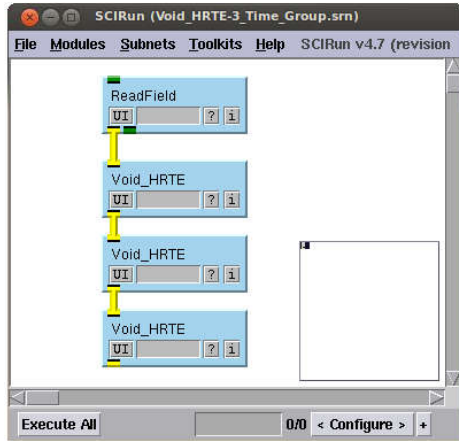 SCIRun (Void_HRTE-3_Time_Group.srn)
File Modules Subnets Toolkits Help SCIRun v4.7 (revision
ReadField
UI ? i
Void_HRTE
UI ? i
Void_HRTE
UI ? i
Void_HRTE
UI ? i
Execute All 0/0 < Configure > +